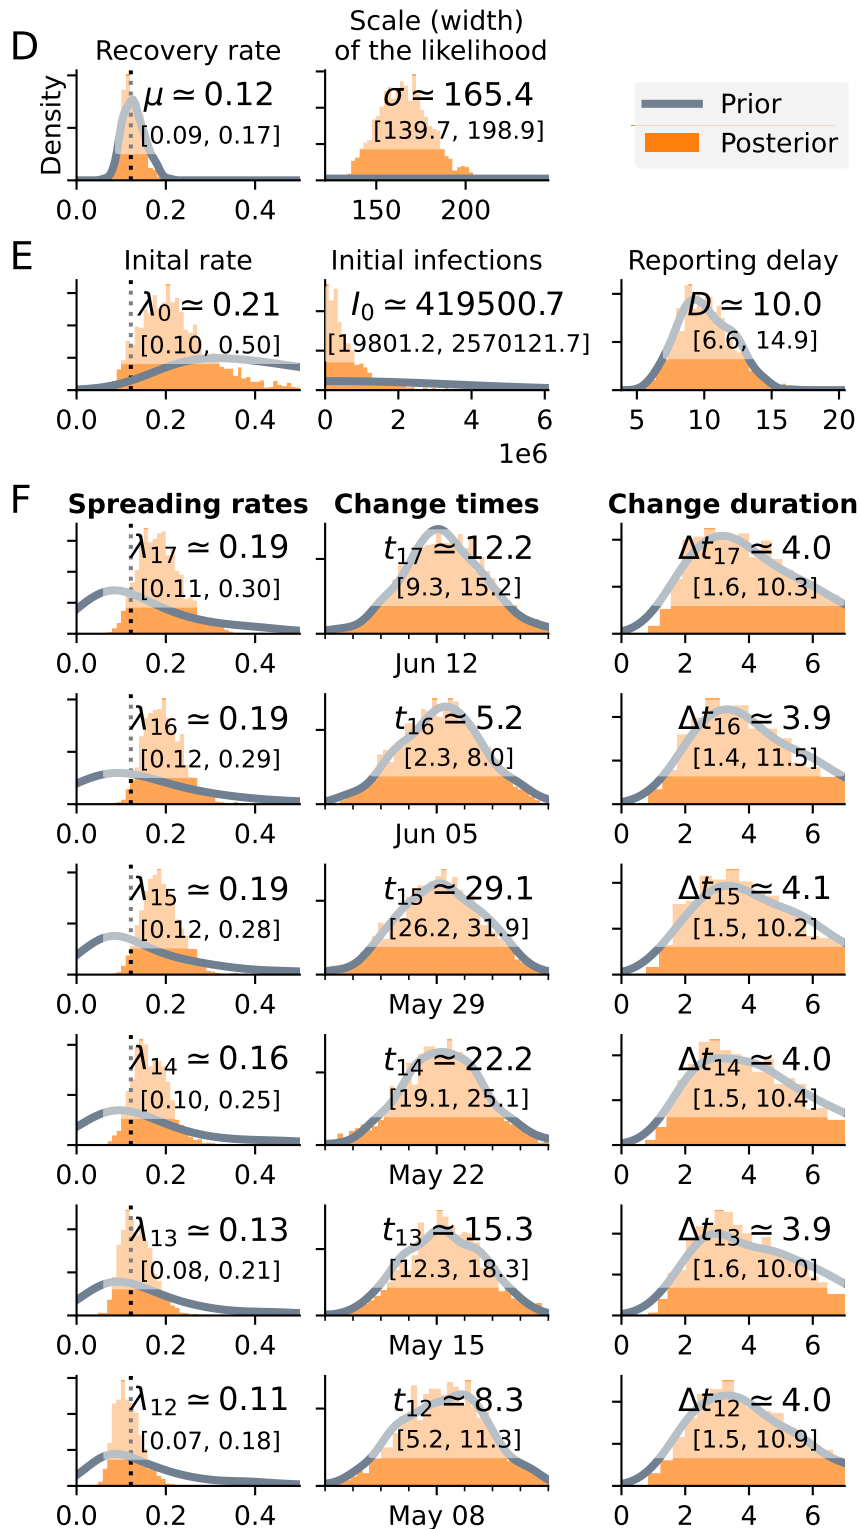 D
Recovery rate
Scale (width)
of the likelihood
Density
μ ≃ 0.12
[0.09, 0.17]
0.0 0.2 0.4
σ ≃ 165.4
[139.7, 198.9]
150 200
Prior
Posterior
E
Inital rate
λ0 ≃ 0.21
[0.10, 0.50]
0.0 0.2 0.4
Initial infections
I0 ≃ 419500.7
[19801.2, 2570121.7]
0 2 4 6
1e6
Reporting delay
D ≃ 10.0
[6.6, 14.9]
5 10 15 20
F
Spreading rates Change times Change duration
λ17 ≃ 0.19
[0.11, 0.30]
0.0 0.2 0.4
t17 ≃ 12.2
[9.3, 15.2]
Jun 12
Δt17 ≃ 4.0
[1.6, 10.3]
0 2 4 6
λ16 ≃ 0.19
[0.12, 0.29]
0.0 0.2 0.4
t16 ≃ 5.2
[2.3, 8.0]
Jun 05
Δt16 ≃ 3.9
[1.4, 11.5]
0 2 4 6
λ15 ≃ 0.19
[0.12, 0.28]
0.0 0.2 0.4
t15 ≃ 29.1
[26.2, 31.9]
May 29
Δt15 ≃ 4.1
[1.5, 10.2]
0 2 4 6
λ14 ≃ 0.16
[0.10, 0.25]
0.0 0.2 0.4
t14 ≃ 22.2
[19.1, 25.1]
May 22
Δt14 ≃ 4.0
[1.5, 10.4]
0 2 4 6
λ13 ≃ 0.13
[0.08, 0.21]
0.0 0.2 0.4
t13 ≃ 15.3
[12.3, 18.3]
May 15
Δt13 ≃ 3.9
[1.6, 10.0]
0 2 4 6
λ12 ≃ 0.11
[0.07, 0.18]
0.0 0.2 0.4
t12 ≃ 8.3
[5.2, 11.3]
May 08
Δt12 ≃ 4.0
[1.5, 10.9]
0 2 4 6